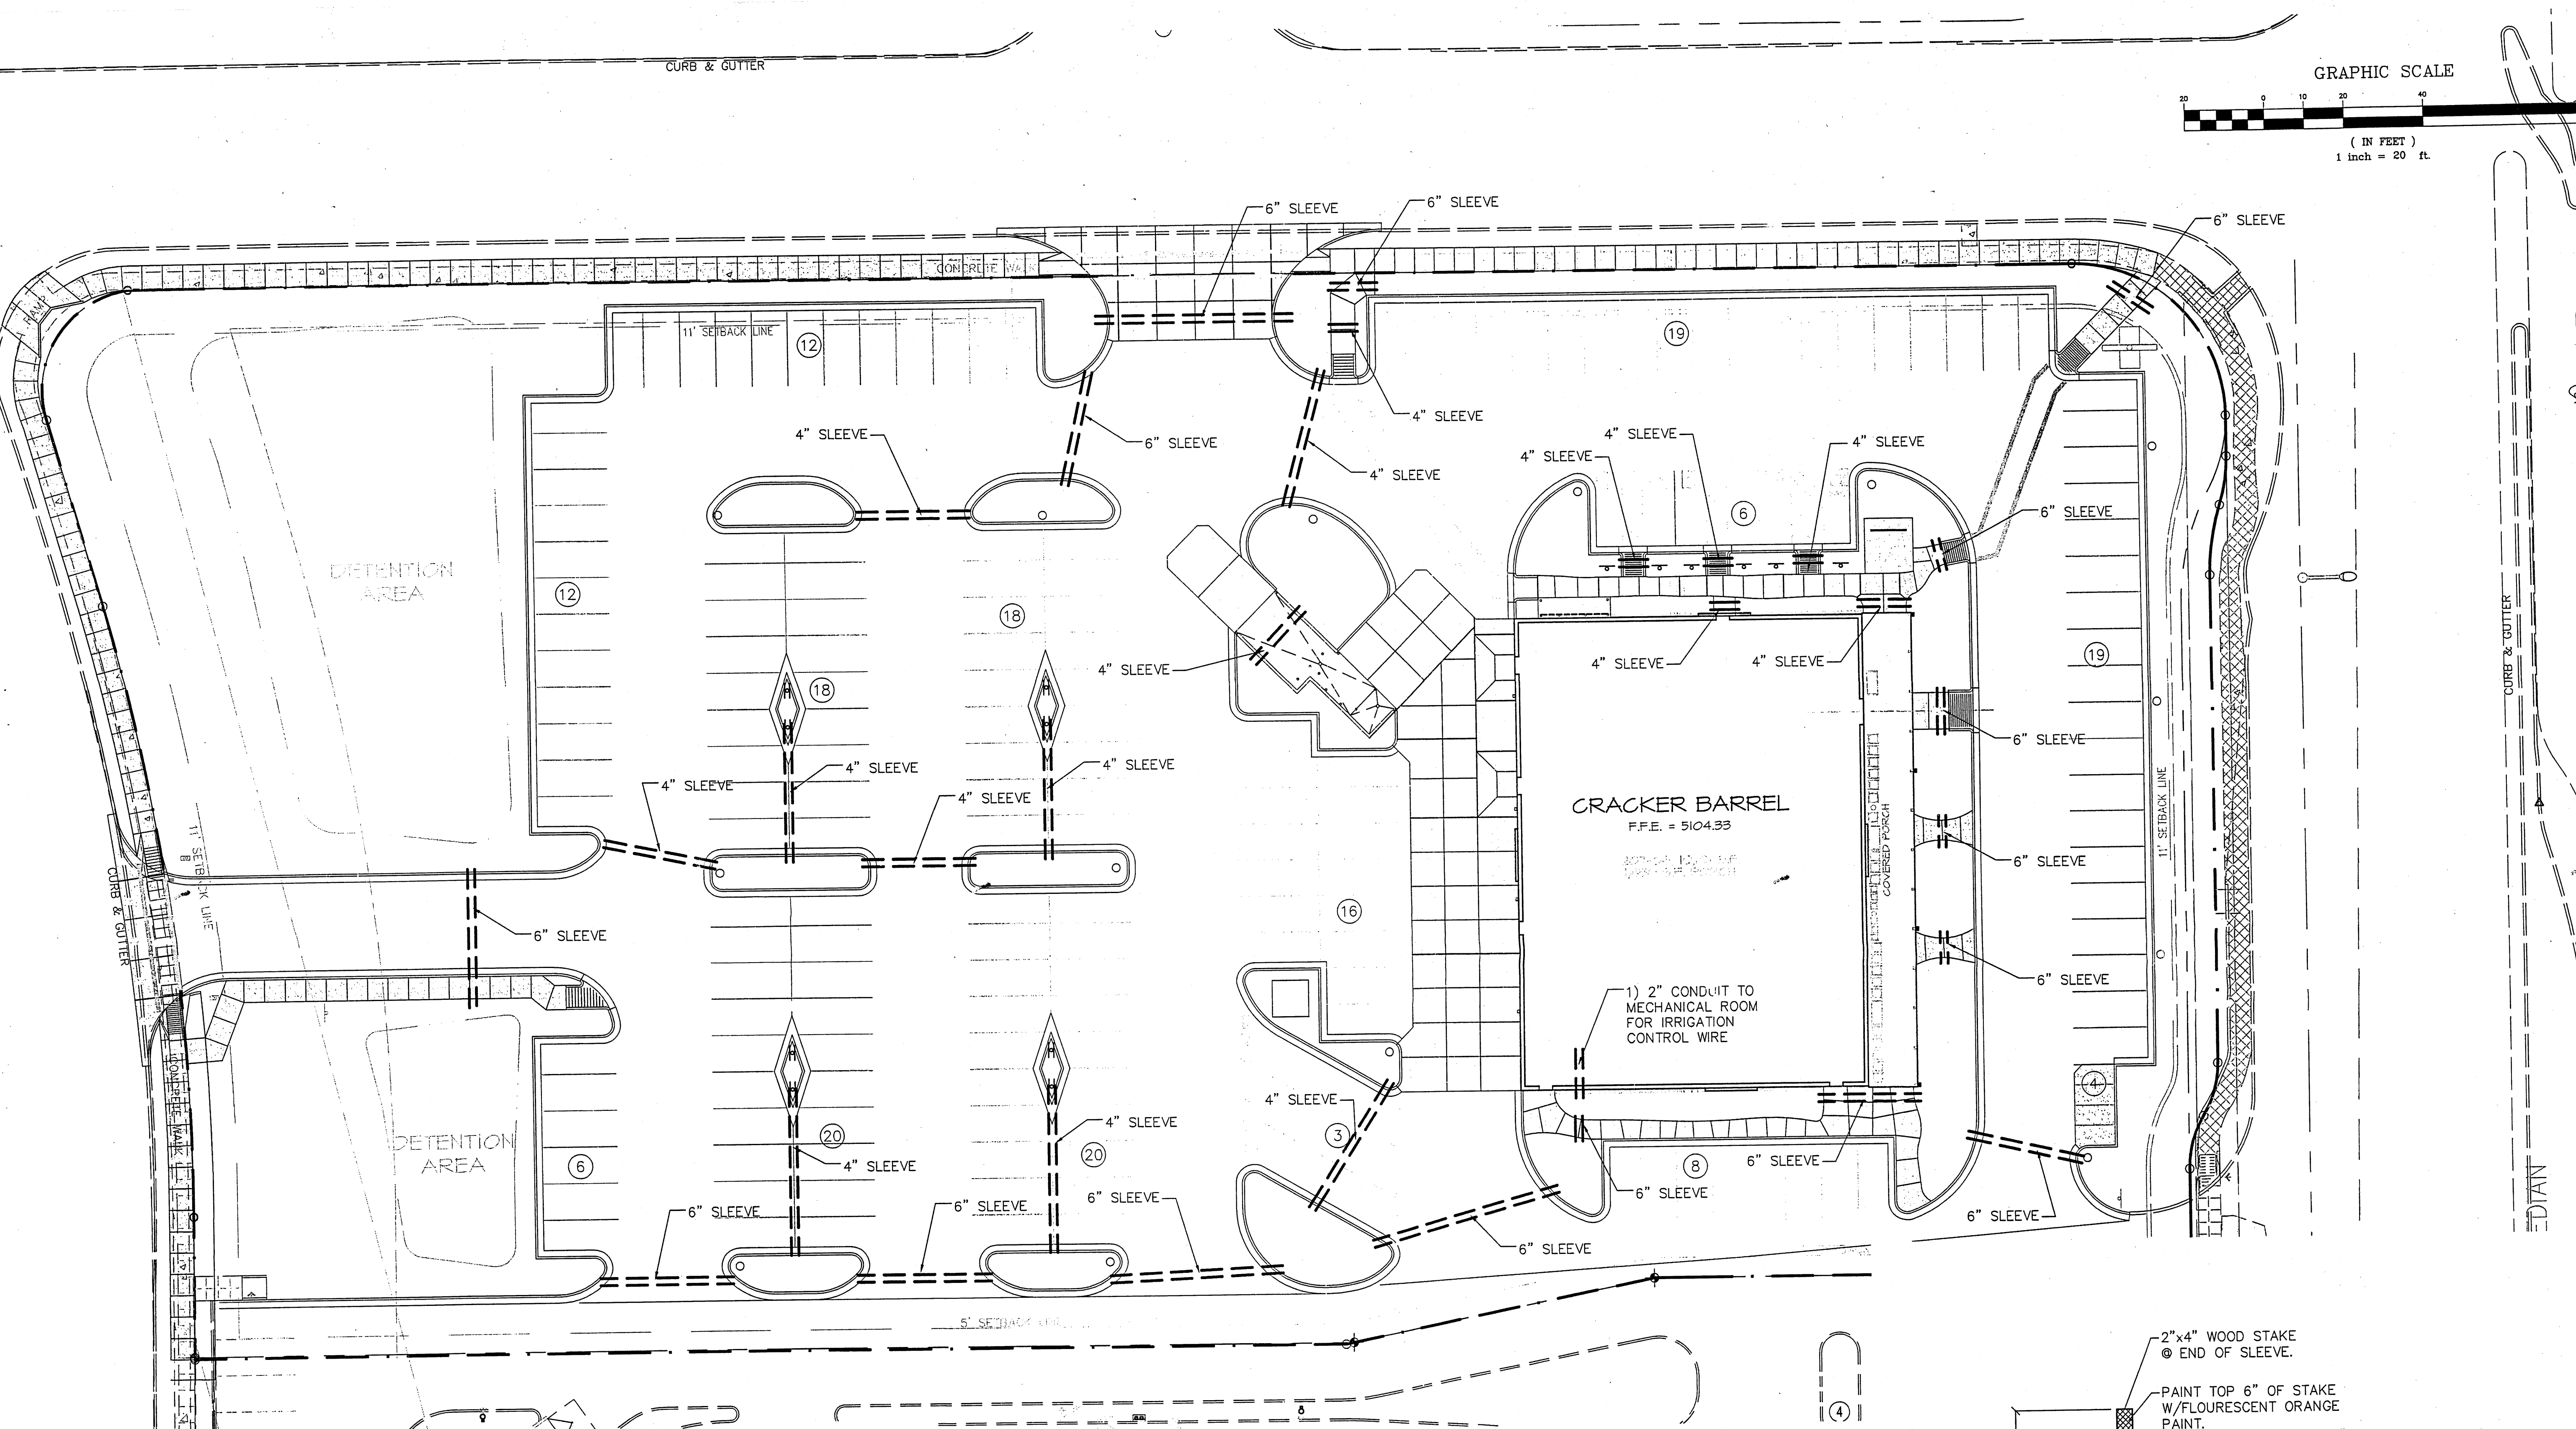 CURB & GUTTER
GRAPHIC SCALE
20 0 10 20 40
( IN FEET )
1 inch = 20 ft.
6" SLEEVE
6" SLEEVE
6" SLEEVE
CONCRETE WA
RAMP
11' SETBACK LINE
12
19
4" SLEEVE
6" SLEEVE
4" SLEEVE
4" SLEEVE
4" SLEEVE
4" SLEEVE
4" SLEEVE
6
6" SLEEVE
DETENTION
AREA
12
18
4" SLEEVE
4" SLEEVE
4" SLEEVE
19
18
6" SLEEVE
CURB & GUTTER
4" SLEEVE
4" SLEEVE
4" SLEEVE
4" SLEEVE
CRACKER BARREL
F.F.E. = 5104.33
COVERED PORCH
11' SETBACK LINE
6" SLEEVE
11' SETBACK LINE
CURB & GUTTER
16
6" SLEEVE
6" SLEEVE
1) 2" CONDUIT TO
MECHANICAL ROOM
FOR IRRIGATION
CONTROL WIRE
CONCRETE WALK
4
4" SLEEVE
3
4" SLEEVE
DETENTION
AREA
6
20
4" SLEEVE
20
8
6" SLEEVE
6" SLEEVE
6" SLEEVE
6" SLEEVE
6" SLEEVE
6" SLEEVE
6" SLEEVE
EDIAN
5' SETBACK LINE
2"x4" WOOD STAKE
@ END OF SLEEVE.
PAINT TOP 6" OF STAKE
W/FLOURESCENT ORANGE
PAINT.
4